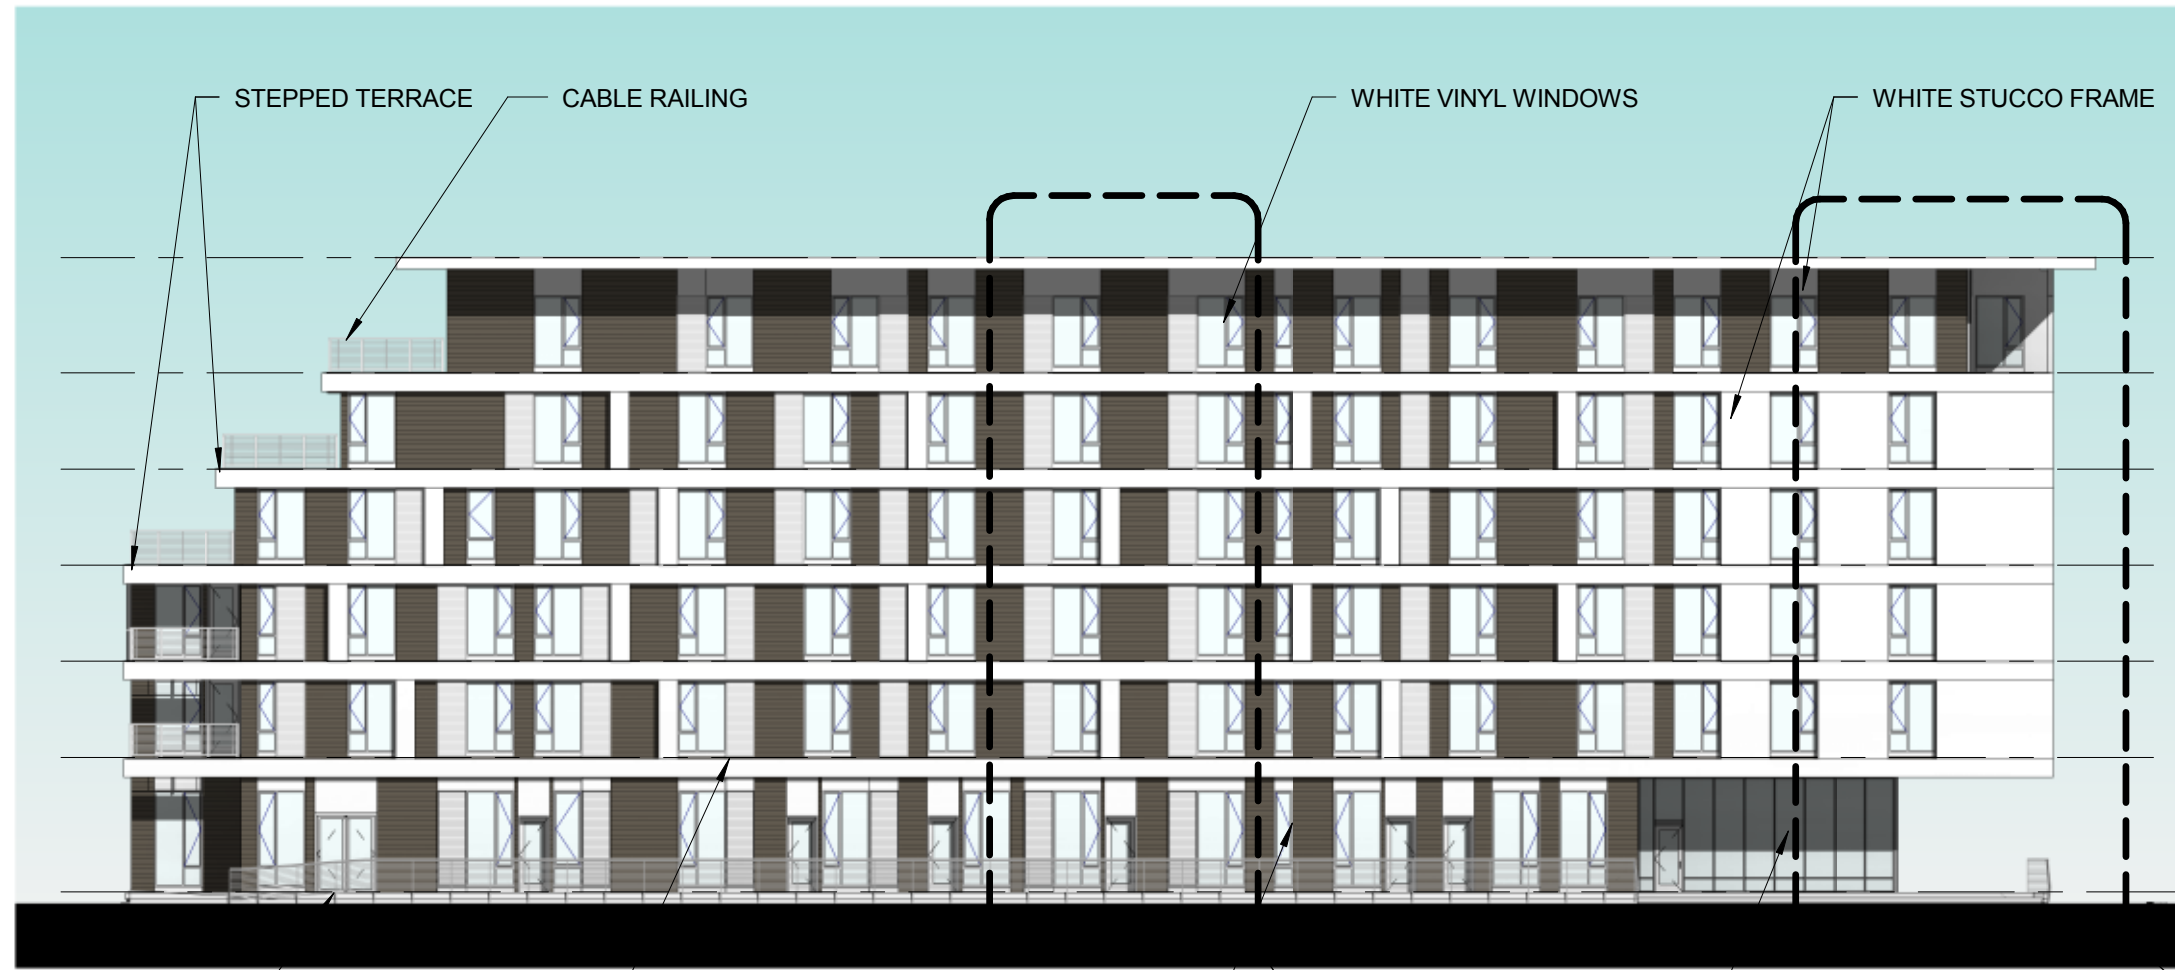 STEPPED TERRACE
CABLE RAILING
WHITE VINYL WINDOWS
WHITE STUCCO FRAME